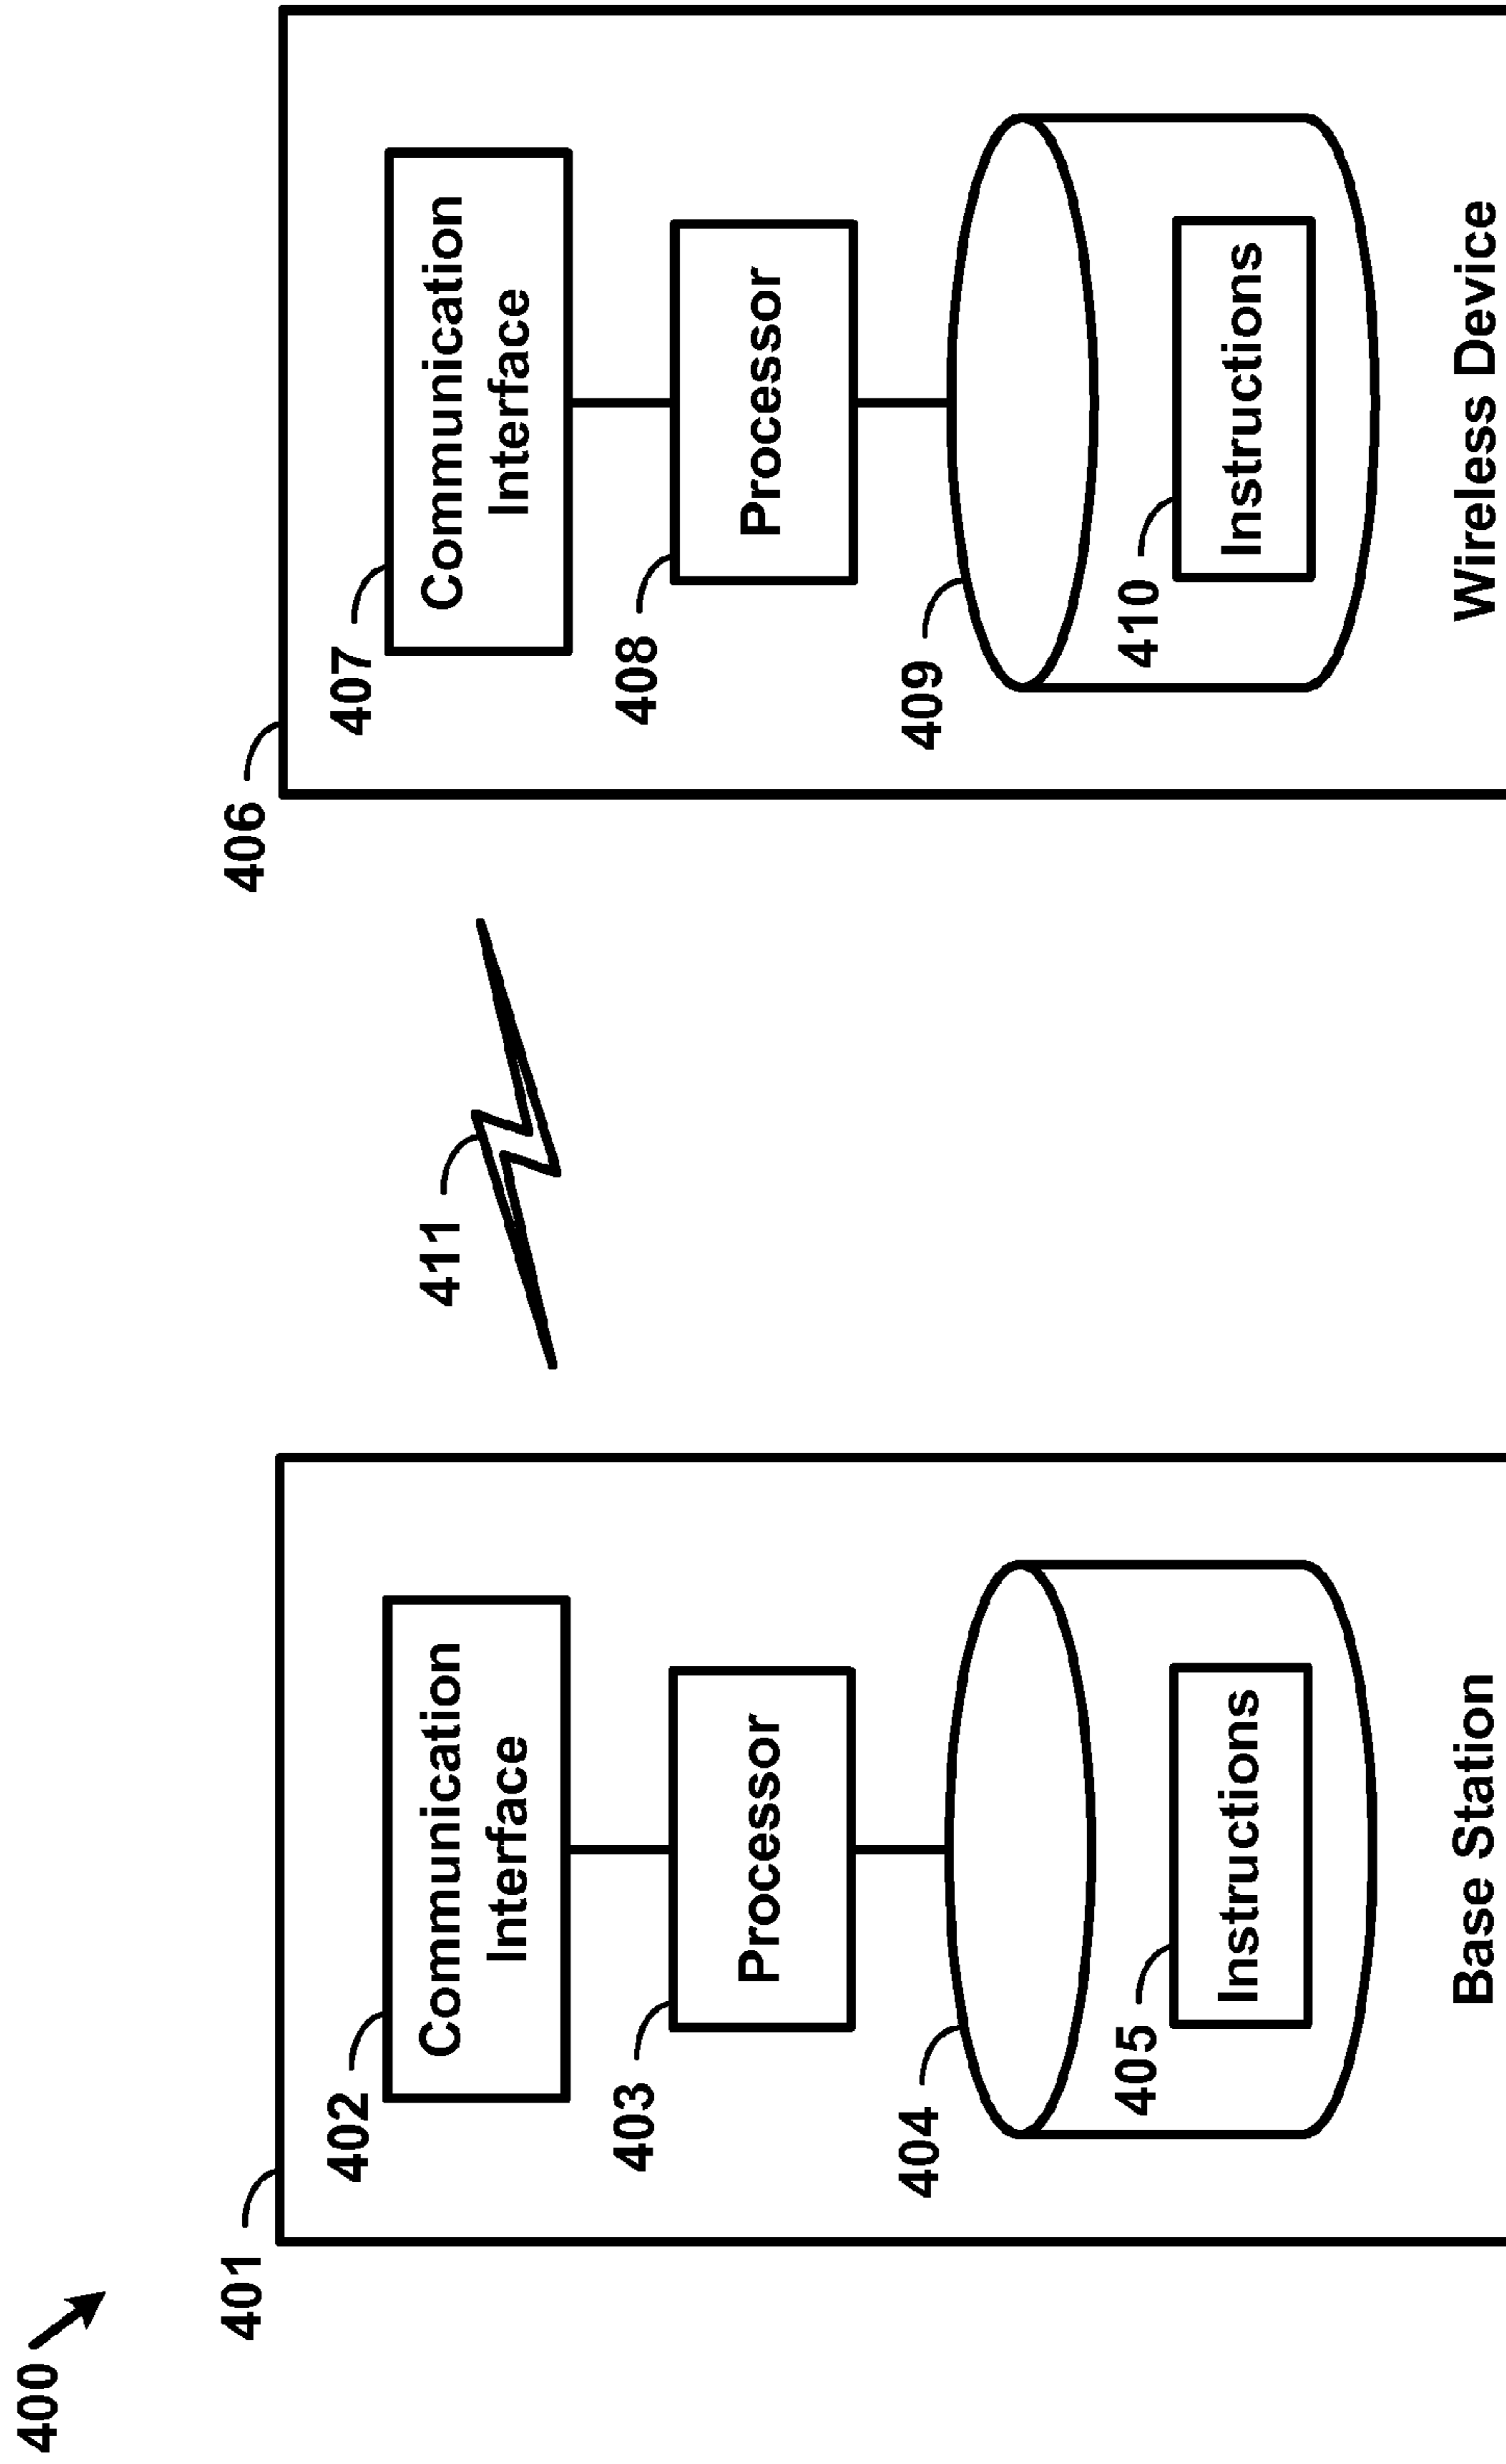 400
401
402
Communication
Interface
403
Processor
404
405
Instructions
Base Station
411
406
407
Communication
Interface
408
Processor
409
410
Instructions
Wireless Device